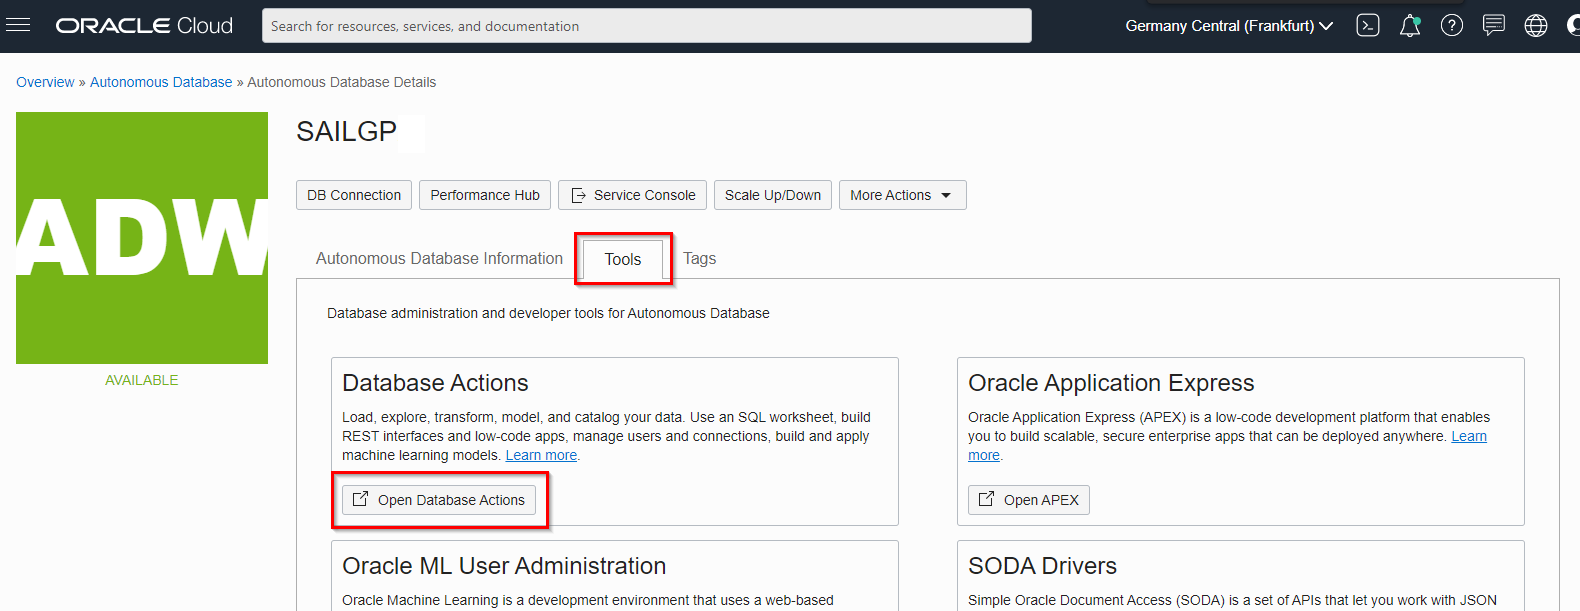 ORACLE Cloud
Search for resources, services, and documentation
Germany Central (Frankfurt)
Overview » Autonomous Database » Autonomous Database Details
ADW
AVAILABLE
SAILGP
DB Connection
Performance Hub
Service Console
Scale Up/Down
More Actions
Autonomous Database Information
Tools
Tags
Database administration and developer tools for Autonomous Database
Database Actions
Load, explore, transform, model, and catalog your data. Use an SQL worksheet, build
REST interfaces and low-code apps, manage users and connections, build and apply
machine learning models. Learn more.
Open Database Actions
Oracle Application Express
Oracle Application Express (APEX) is a low-code development platform that enables
you to build scalable, secure enterprise apps that can be deployed anywhere. Learn
more.
Open APEX
Oracle ML User Administration
Oracle Machine Learning is a development environment that uses a web-based
SODA Drivers
Simple Oracle Document Access (SODA) is a set of APIs that let you work with JSON